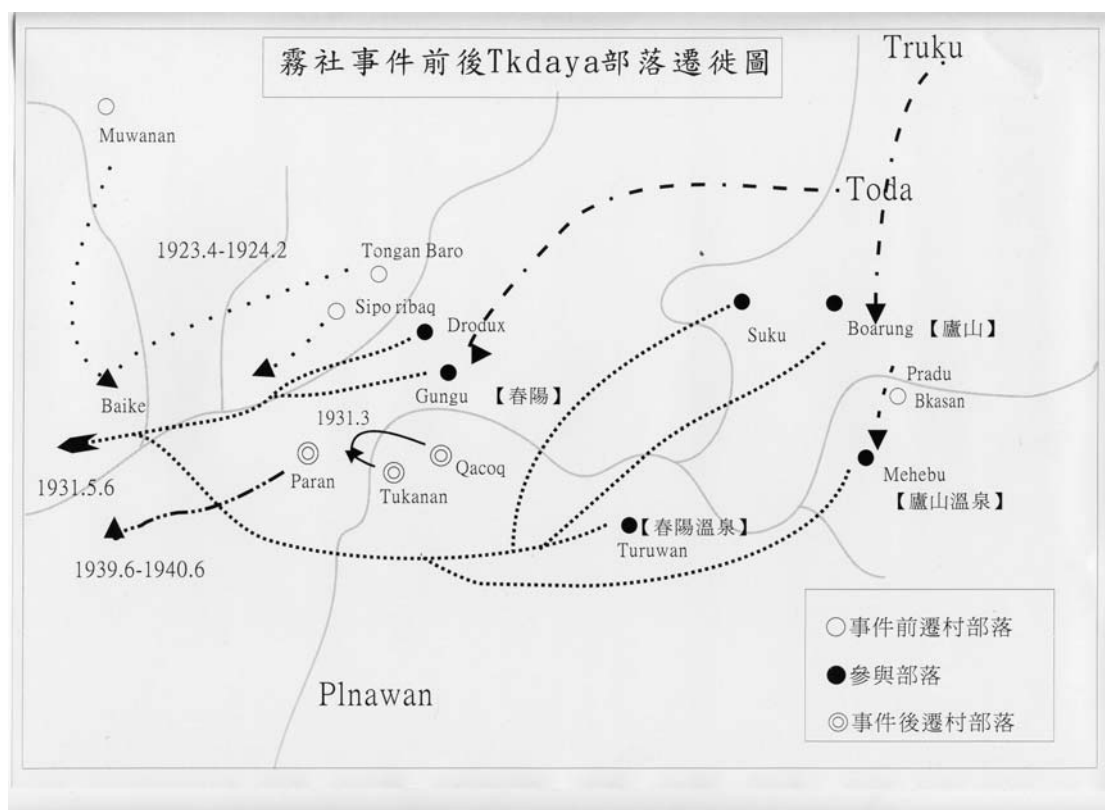 霧社事件前後Tkdaya部落遷徙圖
Truku
Muwanan
Toda
1923.4-1924.2
Tongan Baro
Sipo ribaq
Drodux
Suku
Boarung【廬山】
Baike
Gungu 【春陽】
Pradu
Bkasan
1931.3
1931.5.6
Paran
Tukanan
Qacoq
Mehebu
【廬山溫泉】
【春陽溫泉】
Turuwan
1939.6-1940.6
Plnawan
○事件前遷村部落
●參與部落
◎事件後遷村部落